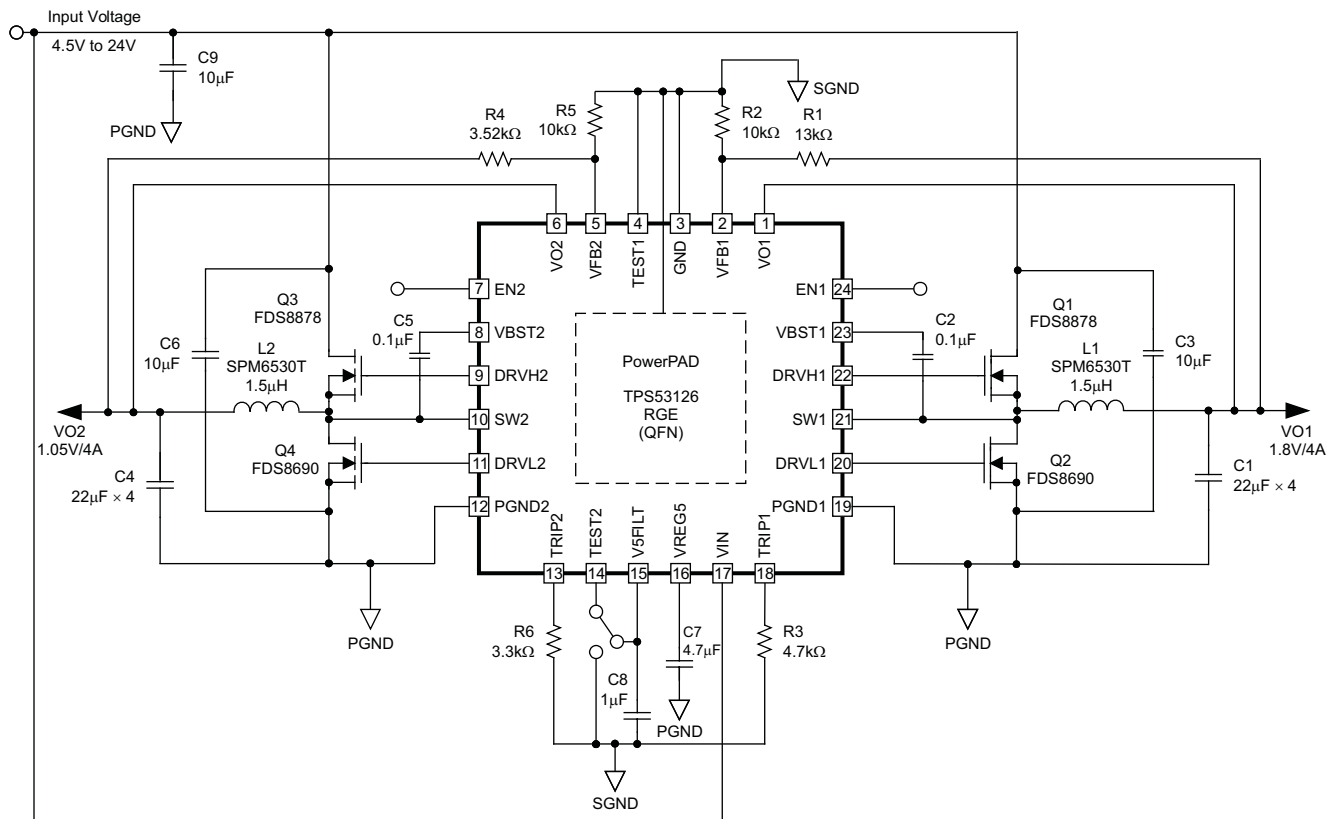 Input Voltage
4.5V to 24V
C9
10μF
PGND
SGND
R4
3.52kΩ
R5
10kΩ
R2
10kΩ
R1
13kΩ
6
5
4
3
2
1
VO2
VFB2
TEST1
GND
VFB1
VO1
7
EN2
EN1
24
Q3
FDS8878
C5
0.1μF
8
VBST2
VBST1
23
C2
0.1μF
Q1
FDS8878
C6
10μF
L2
SPM6530T
1.5μH
C3
10μF
L1
SPM6530T
1.5μH
PowerPAD
TPS53126
RGE
(QFN)
9
DRVH2
DRVH1
22
10
SW2
SW1
21
VO2
1.05V/4A
VO1
1.8V/4A
Q4
FDS8690
11
DRVL2
DRVL1
20
Q2
FDS8690
C4
22μF × 4
C1
22μF × 4
12
PGND2
PGND1
19
TRIP2
TEST2
V5FILT
VREG5
VIN
TRIP1
13
14
15
16
17
18
PGND
PGND
R6
3.3kΩ
C7
4.7μF
R3
4.7kΩ
C8
1μF
PGND
SGND